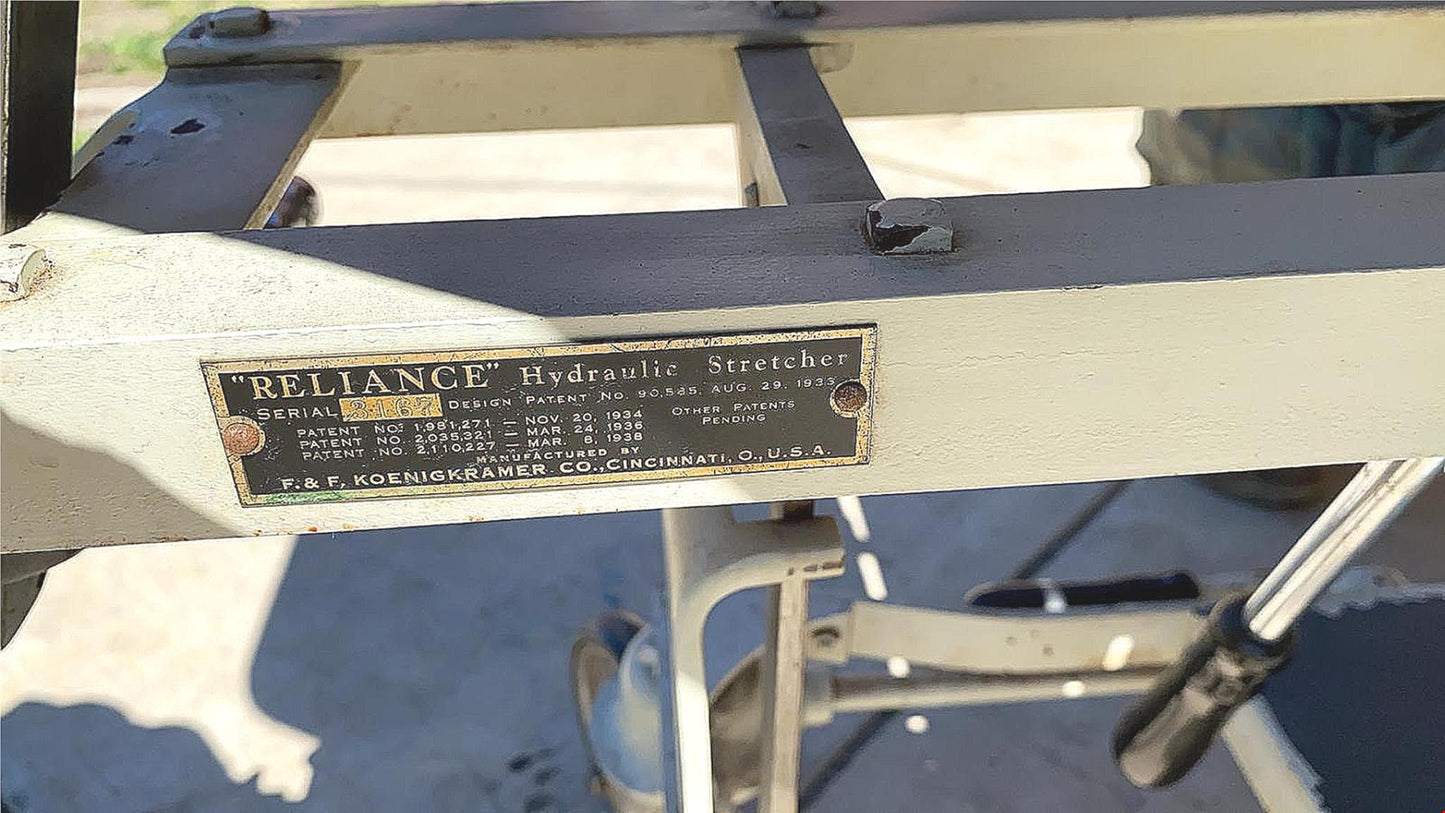 "RELIANCE" Hydraulic Stretcher
SERIAL 3167 DESIGN PATENT NO. 90,585, AUG. 29, 1933
PATENT NO. 1,981,271 — NOV. 20, 1934 OTHER PATENTS
PATENT NO. 2,035,321 — MAR. 24, 1936 PENDING
PATENT NO. 2,110,227 — MAR. 8, 1938
MANUFACTURED BY
F. & F. KOENIGKRAMER CO., CINCINNATI, O., U.S.A.